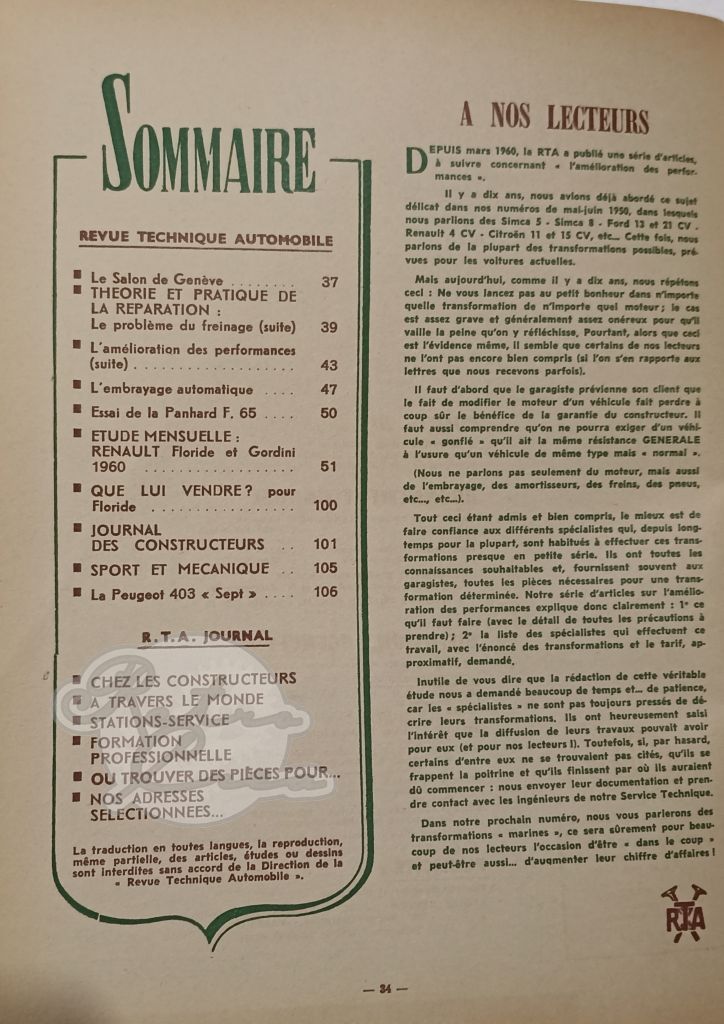 SOMMAIRE
REVUE TECHNIQUE AUTOMOBILE
■ Le Salon de Genève ........ 37
■ THEORIE ET PRATIQUE DE
LA REPARATION :
Le problème du freinage (suite) 39
■ L'amélioration des performances
(suite) .................. 43
■ L'embrayage automatique .... 47
■ Essai de la Panhard F. 65 .... 50
■ ETUDE MENSUELLE :
RENAULT Floride et Gordini
1960 ................. 51
■ QUE LUI VENDRE ? pour
Floride ................. 100
■ JOURNAL
DES CONSTRUCTEURS .. 101
■ SPORT ET MECANIQUE .. 105
■ La Peugeot 403 « Sept » .... 106
R.T.A. JOURNAL
■ CHEZ LES CONSTRUCTEURS
■ A TRAVERS LE MONDE
■ STATIONS-SERVICE
■ FORMATION
PROFESSIONNELLE
■ OU TROUVER DES PIÈCES POUR...
■ NOS ADRESSES
SELECTIONNEES...
La traduction en toutes langues, la reproduction,
même partielle, des articles, études ou dessins
sont interdites sans accord de la Direction de la
« Revue Technique Automobile ».
A NOS LECTEURS
DEPUIS mars 1960, la RTA a publié une série d'articles,
à suivre concernant « l'amélioration des perfor-
mances ».
Il y a dix ans, nous avions déjà abordé ce sujet
délicat dans nos numéros de mai-juin 1950, dans lesquels
nous parlions des Simca 5 - Simca 8 - Ford 13 et 21 CV -
Renault 4 CV - Citroën 11 et 15 CV, etc... Cette fois, nous
parlons de la plupart des transformations possibles, pré-
vues pour les voitures actuelles.
Mais aujourd'hui, comme il y a dix ans, nous répétons
ceci : Ne vous lancez pas au petit bonheur dans n'importe
quelle transformation de n'importe quel moteur ; le cas
est assez grave et généralement assez onéreux pour qu'il
vaille la peine qu'on y réfléchisse. Pourtant, alors que ceci
est l'évidence même, il semble que certains de nos lecteurs
ne l'ont pas encore bien compris (si l'on s'en rapporte aux
lettres que nous recevons parfois).
Il faut d'abord que le garagiste prévienne son client que
le fait de modifier le moteur d'un véhicule fait perdre à
coup sûr le bénéfice de la garantie du constructeur. Il
faut aussi comprendre qu'on ne pourra exiger d'un véhi-
cule « gonflé » qu'il ait la même résistance GENERALE
à l'usure qu'un véhicule de même type mais « normal ».
(Nous ne parlons pas seulement du moteur, mais aussi
de l'embrayage, des amortisseurs, des freins, des pneus,
etc..., etc...).
Tout ceci étant admis et bien compris, le mieux est de
faire confiance aux différents spécialistes qui, depuis long-
temps pour la plupart, sont habitués à effectuer ces trans-
formations presque en petite série. Ils ont toutes les
connaissances souhaitables et, fournissent souvent aux
garagistes, toutes les pièces nécessaires pour une trans-
formation déterminée. Notre série d'articles sur l'amélio-
ration des performances explique donc clairement : 1° ce
qu'il faut faire (avec le détail de toutes les précautions à
prendre) ; 2° la liste des spécialistes qui effectuent ce
travail, avec l'énoncé des transformations et le tarif, ap-
proximatif, demandé.
Inutile de vous dire que la rédaction de cette véritable
étude nous a demandé beaucoup de temps et... de patience,
car les « spécialistes » ne sont pas toujours pressés de dé-
crire leurs transformations. Ils ont heureusement saisi
l'intérêt que la diffusion de leurs travaux pouvait avoir
pour eux (et pour nos lecteurs !). Toutefois, si, par hasard,
certains d'entre eux ne se trouvaient pas cités, qu'ils se
frappent la poitrine et qu'ils finissent par où ils auraient
dû commencer : nous envoyer leur documentation et pren-
dre contact avec les ingénieurs de notre Service Technique.
Dans notre prochain numéro, nous vous parlerons des
transformations « marines », ce sera sûrement pour beau-
coup de nos lecteurs l'occasion d'être « dans le coup »
et peut-être aussi... d'augmenter leur chiffre d'affaires !
RTA
— 34 —